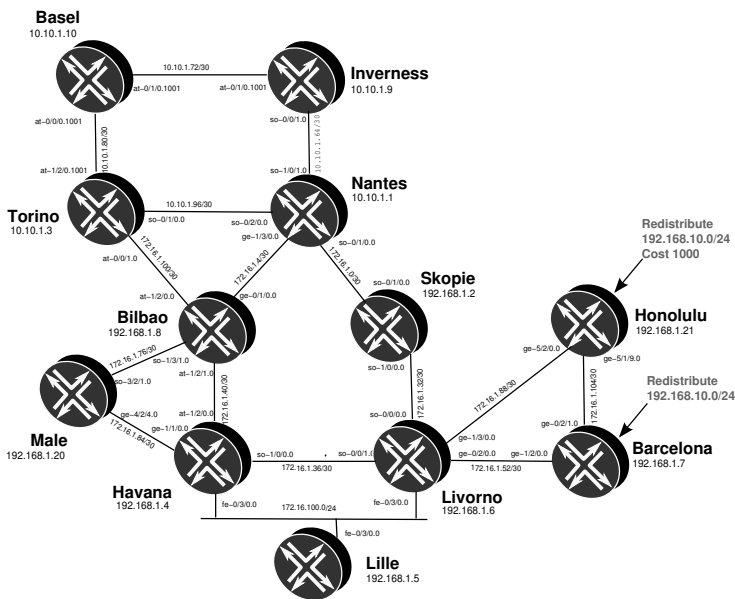 Basel
10.10.1.10
10.10.1.72/30
Inverness
10.10.1.9
at–0/1/0.1001
at–0/1/0.1001
at–0/0/0.1001
so–0/0/1.0
10.10.1.80/30
10.10.1.64/30
at–1/2/0.1001
so–1/0/1.0
Nantes
10.10.1.1
Torino
10.10.1.3
10.10.1.96/30
so–0/1/0.0
so–0/2/0.0
ge–1/3/0.0
so–0/1/0.0
Redistribute
192.168.10.0/24
Cost 1000
at–0/0/1.0
172.16.1.100/30
172.16.1.4/30
172.16.1.0/30
Skopie
192.168.1.2
so–0/1/0.0
at–1/2/0.0
ge–0/1/0.0
Bilbao
192.168.1.8
Honolulu
192.168.1.21
ge–5/2/0.0
ge–5/1/9.0
172.16.1.76/30
so–1/3/1.0
at–1/2/1.0
so–1/0/0.0
so–3/2/1.0
172.16.1.40/30
172.16.1.32/30
172.16.1.88/30
172.16.1.104/30
Redistribute
192.168.10.0/24
ge–4/2/4.0
172.16.1.84/30
at–1/2/0.0
so–0/0/0.0
ge–1/1/0.0
ge–0/2/1.0
Male
192.168.1.20
ge–1/3/0.0
so–1/0/0.0
so–0/0/1.0
ge–0/2/0.0
ge–1/2/0.0
172.16.1.36/30
172.16.1.52/30
Barcelona
192.168.1.7
Havana
192.168.1.4
Livorno
192.168.1.6
fe–0/3/0.0
172.16.100.0/24
fe–0/3/0.0
fe–0/3/0.0
Lille
192.168.1.5